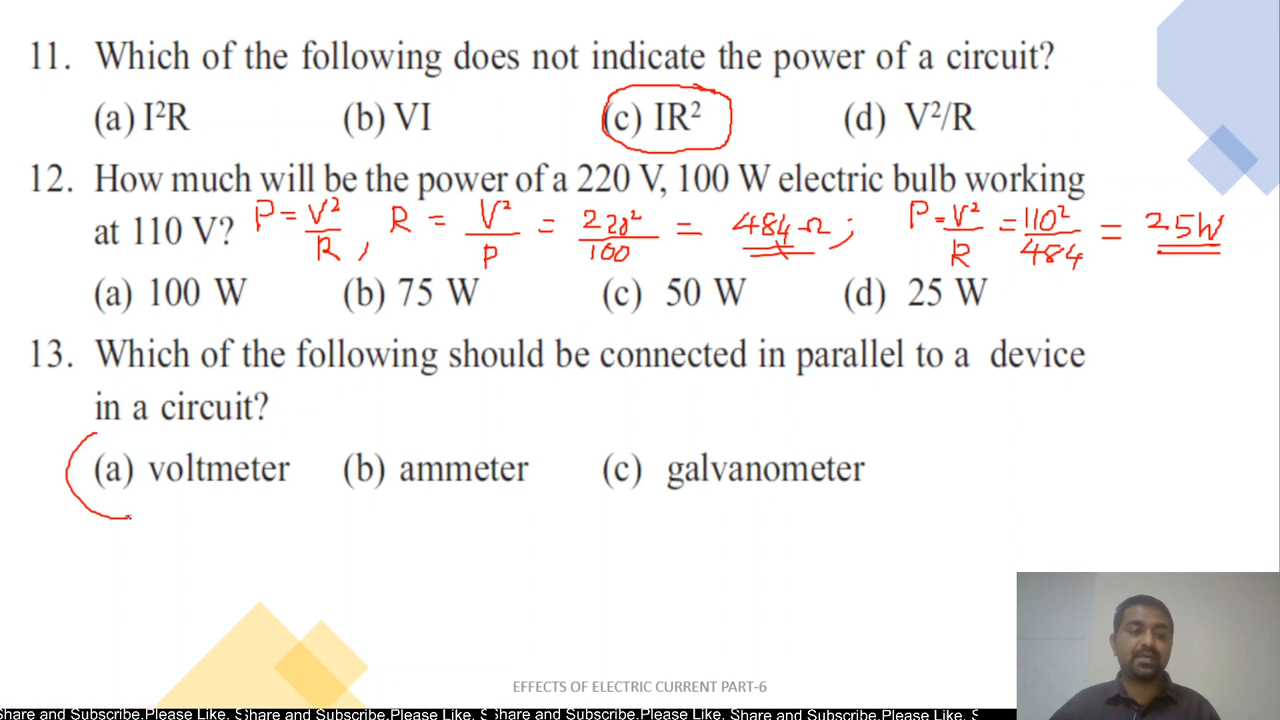 11. Which of the following does not indicate the power of a circuit?
(a) I²R (b) VI (c) IR² (d) V²/R
12. How much will be the power of a 220 V, 100 W electric bulb working
at 110 V? P = V²/R, R = V²/P = 220²/100 = 484 Ω ; P = V²/R = 110²/484 = 25W
(a) 100 W (b) 75 W (c) 50 W (d) 25 W
13. Which of the following should be connected in parallel to a device
in a circuit?
(a) voltmeter (b) ammeter (c) galvanometer
EFFECTS OF ELECTRIC CURRENT PART-6
Share and Subscribe.Please Like, Share and Subscribe.Please Like, S Share and Subscribe.Please Like, Share and Subscribe.Please Like, S